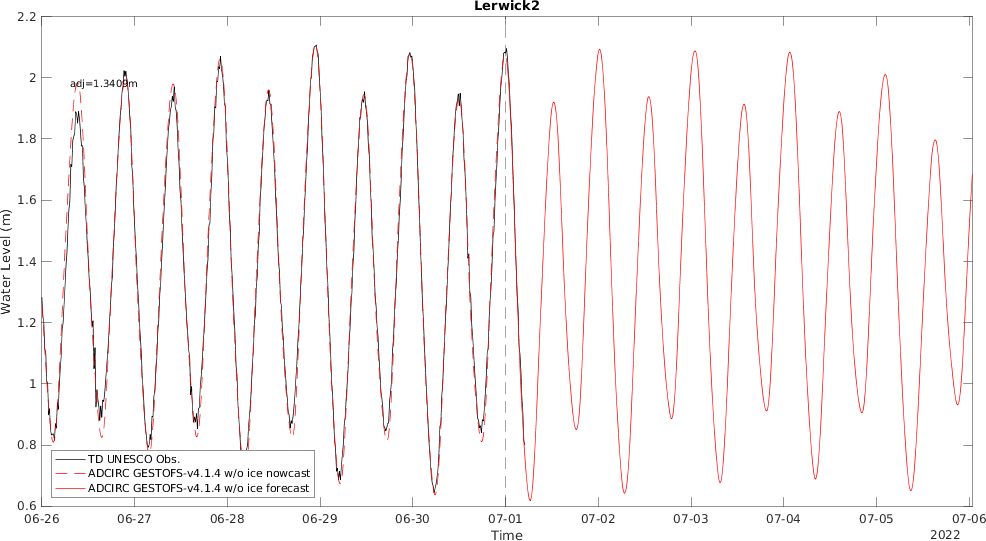 Lerwick2
2.2
2
1.8
1.6
1.4
1.2
1
0.8
0.6
Water Level (m)
adj=1.3409m
TD UNESCO Obs.
ADCIRC GESTOFS-v4.1.4 w/o ice nowcast
ADCIRC GESTOFS-v4.1.4 w/o ice forecast
06-26 06-27 06-28 06-29 06-30 07-01 07-02 07-03 07-04 07-05 07-06
Time
2022